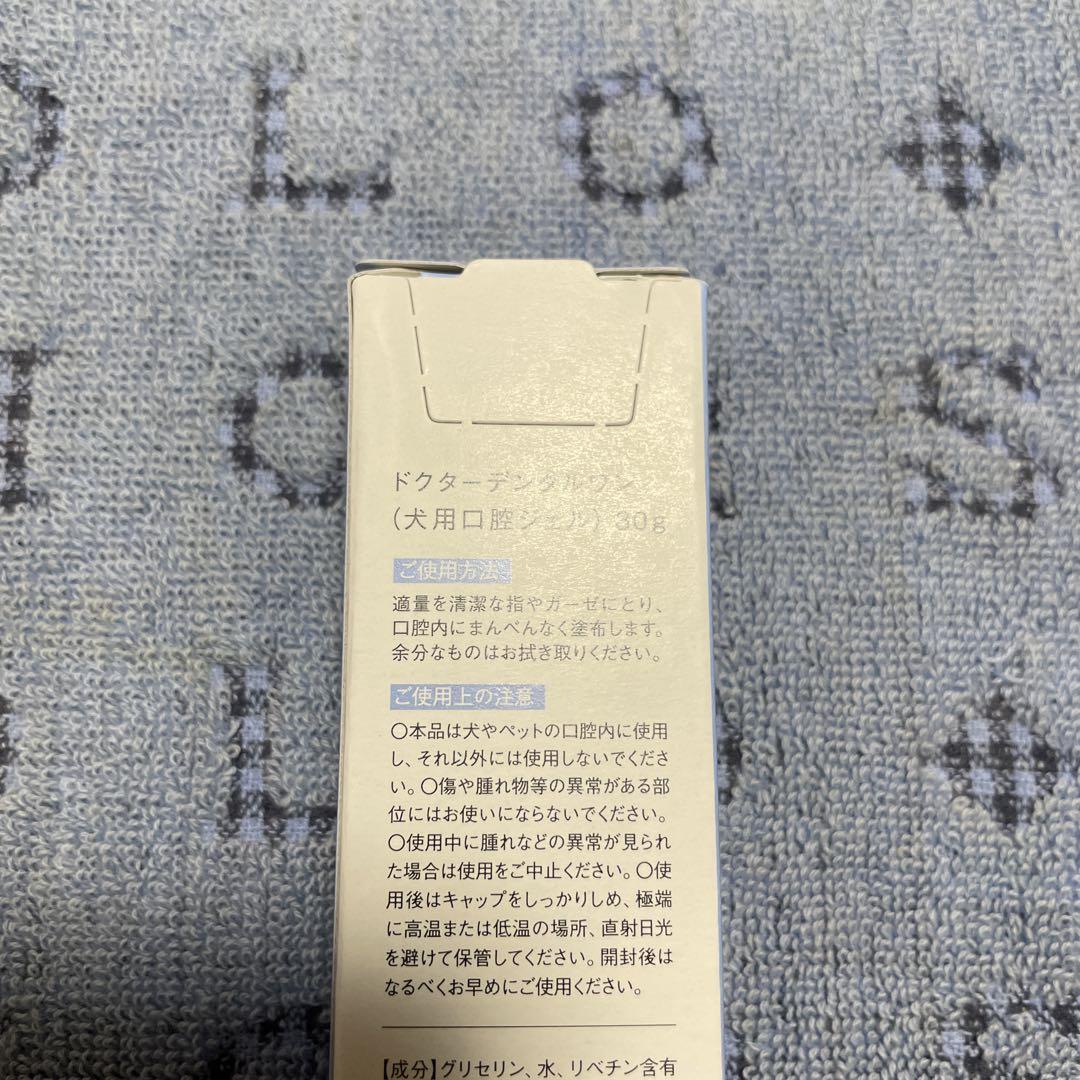 D L O
I C S
ドクターデンタルワン
(犬用口腔ジェル) 30g
ご使用方法
適量を清潔な指やガーゼにとり、
口腔内にまんべんなく塗布します。
余分なものはお拭き取りください。
ご使用上の注意
〇本品は犬やペットの口腔内に使用
し、それ以外には使用しないでくださ
い。〇傷や腫れ物等の異常がある部
位にはお使いにならないでください。
〇使用中に腫れなどの異常が見られ
た場合は使用をご中止ください。〇使
用後はキャップをしっかりしめ、極端
に高温または低温の場所、直射日光
を避けて保管してください。開封後は
なるべくお早めにご使用ください。
【成分】グリセリン、水、リベチン含有